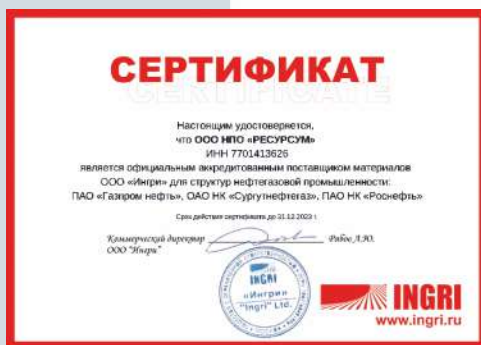 СЕРТИФИКАТ
CERTIFICATE
Настоящим удостоверяется,
что ООО НПО «РЕСУРСУМ»
ИНН 7701413626
является официальным аккредитованным поставщиком материалов
ООО «Ингри» для структур нефтегазовой промышленности:
ПАО «Газпром нефть», ОАО НК «Сургутнефтегаз», ПАО НК «Роснефть»
Срок действия сертификата до 31.12.2023 г.
Коммерческий директор
ООО "Ингри"
INGRI
«Ингри»
"Ingri" Ltd.
INGRI
www.ingri.ru